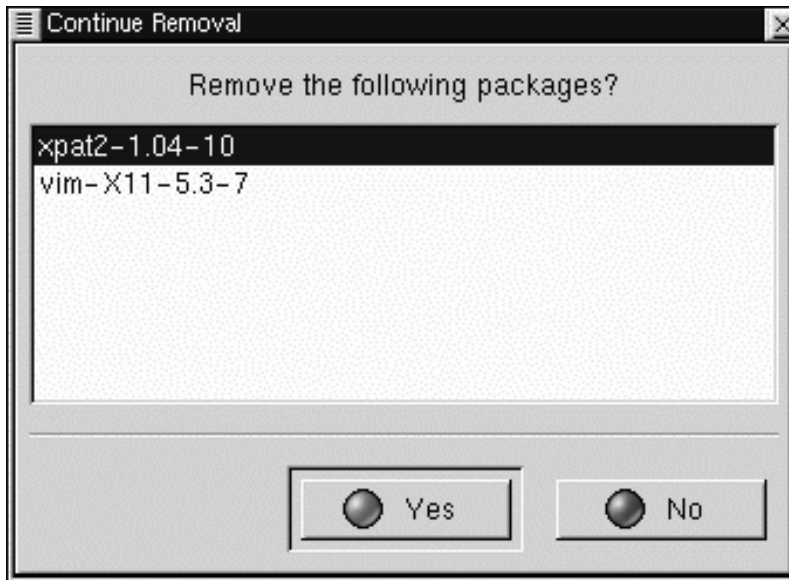 Continue Removal
Remove the following packages?
xpat2-1.04-10
vim-X11-5.3-7
Yes
No